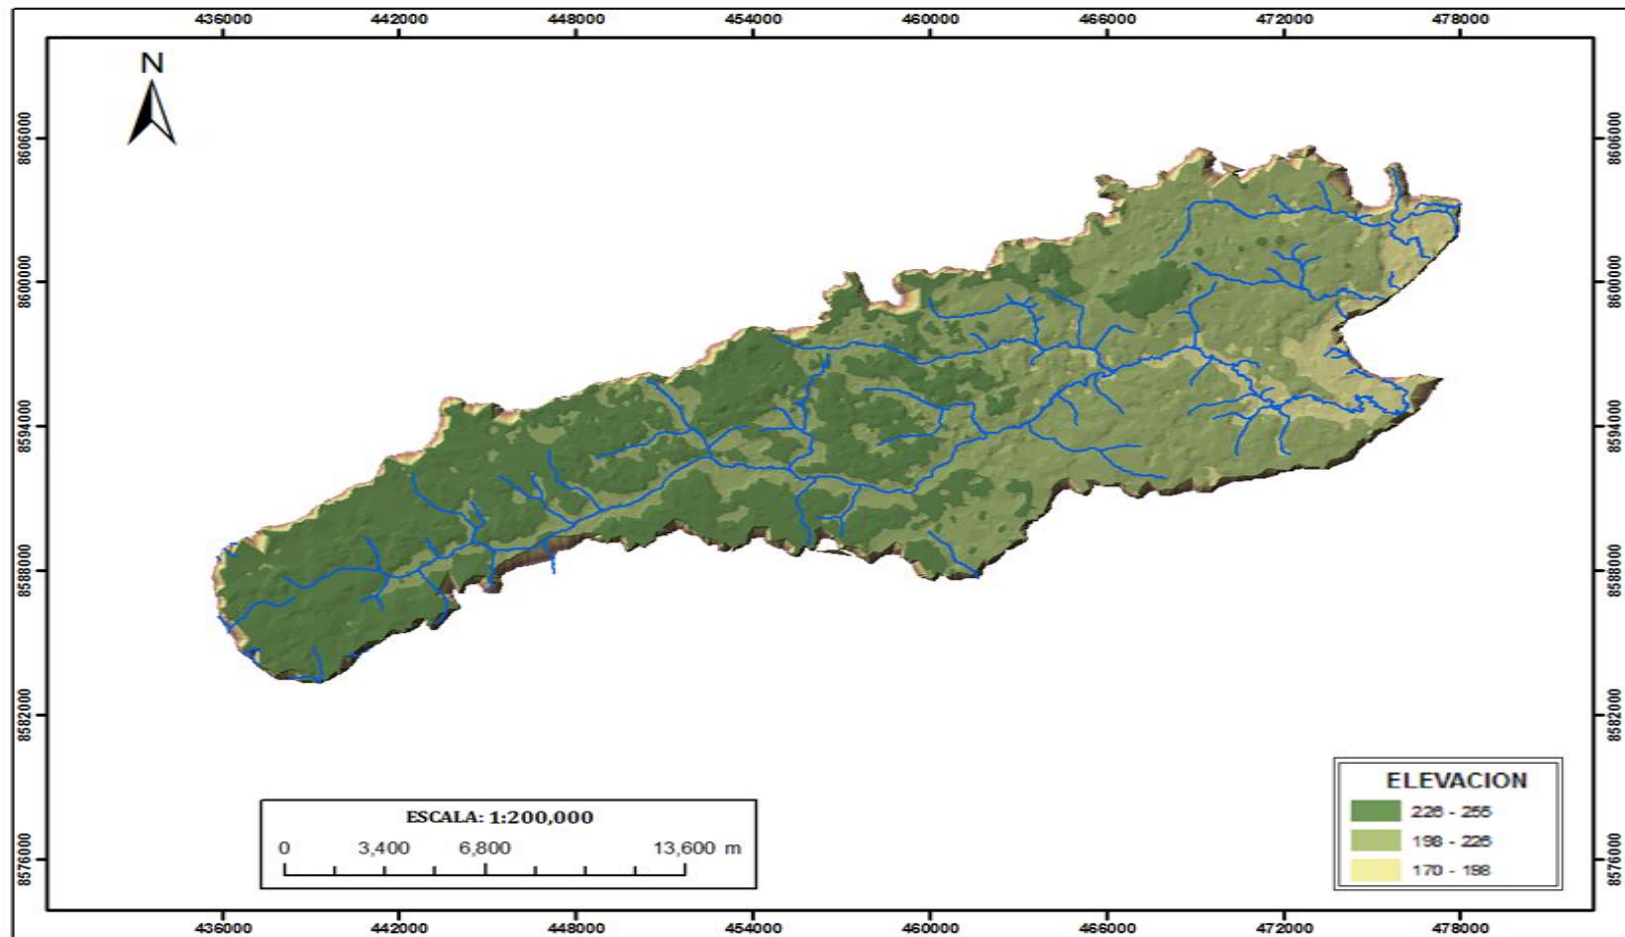 436000 442000 448000 454000 460000 466000 472000 478000
N
8606000 8606000
8600000 8600000
8594000 8594000
8588000 8588000
8582000 8582000
8576000 8576000
ESCALA: 1:200,000
0 3,400 6,800 13,600 m
ELEVACION
226 - 255
198 - 226
170 - 198
436000 442000 448000 454000 460000 466000 472000 478000